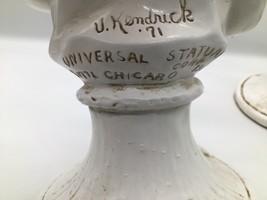 V. Kendrick
'71
UNIVERSAL STATUARY
CORP
CHICAGO